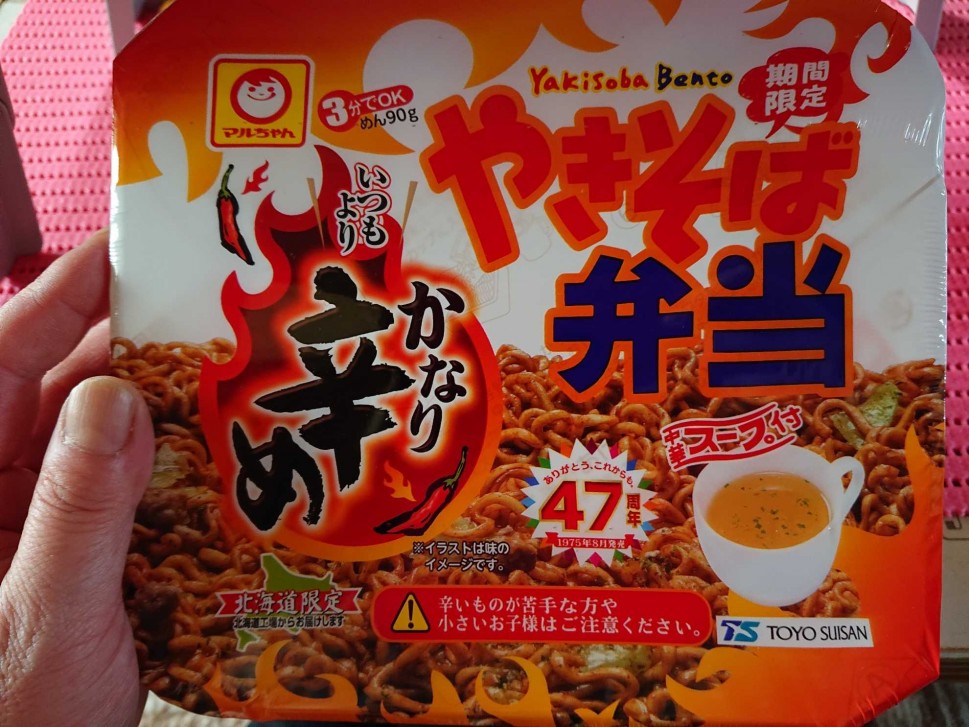 Yakisoba Bento
期間
限定
マルちゃん
3分でOK
めん90g
やきそば
弁当
いつも
より
かなり
辛め
中華スープ付
ありがとう、これからも。
47周年
1975年8月発売
※イラストは味の
イメージです。
北海道限定
北海道工場からお届けします
辛いものが苦手な方や
小さいお子様はご注意ください。
TS TOYO SUISAN